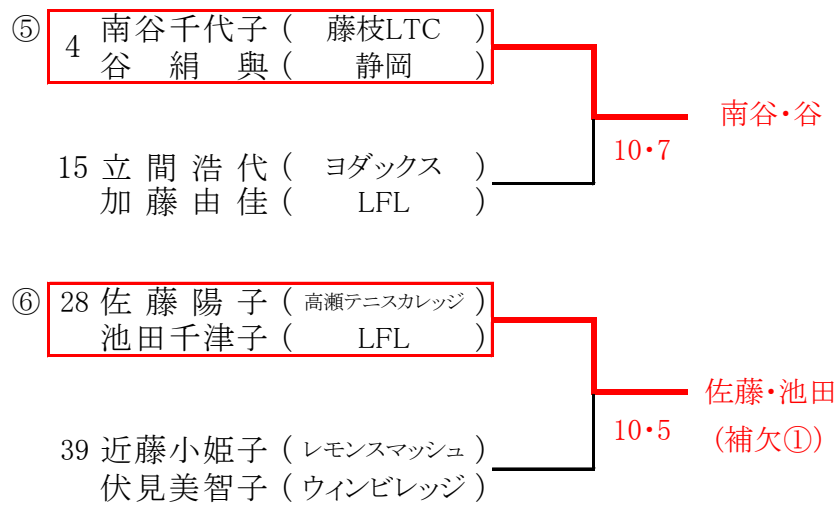 ⑤ 4 南谷千代子 ( 藤枝LTC )
谷 絹 與 ( 静岡 )
南谷・谷
10・7
15 立 間 浩 代 ( ヨダックス )
加 藤 由 佳 ( LFL )
⑥ 28 佐 藤 陽 子 ( 高瀬テニスカレッジ )
池田千津子 ( LFL )
佐藤・池田
10・5 (補欠①)
39 近藤小姫子 ( レモンスマッシュ )
伏見美智子 ( ウィンビレッジ )